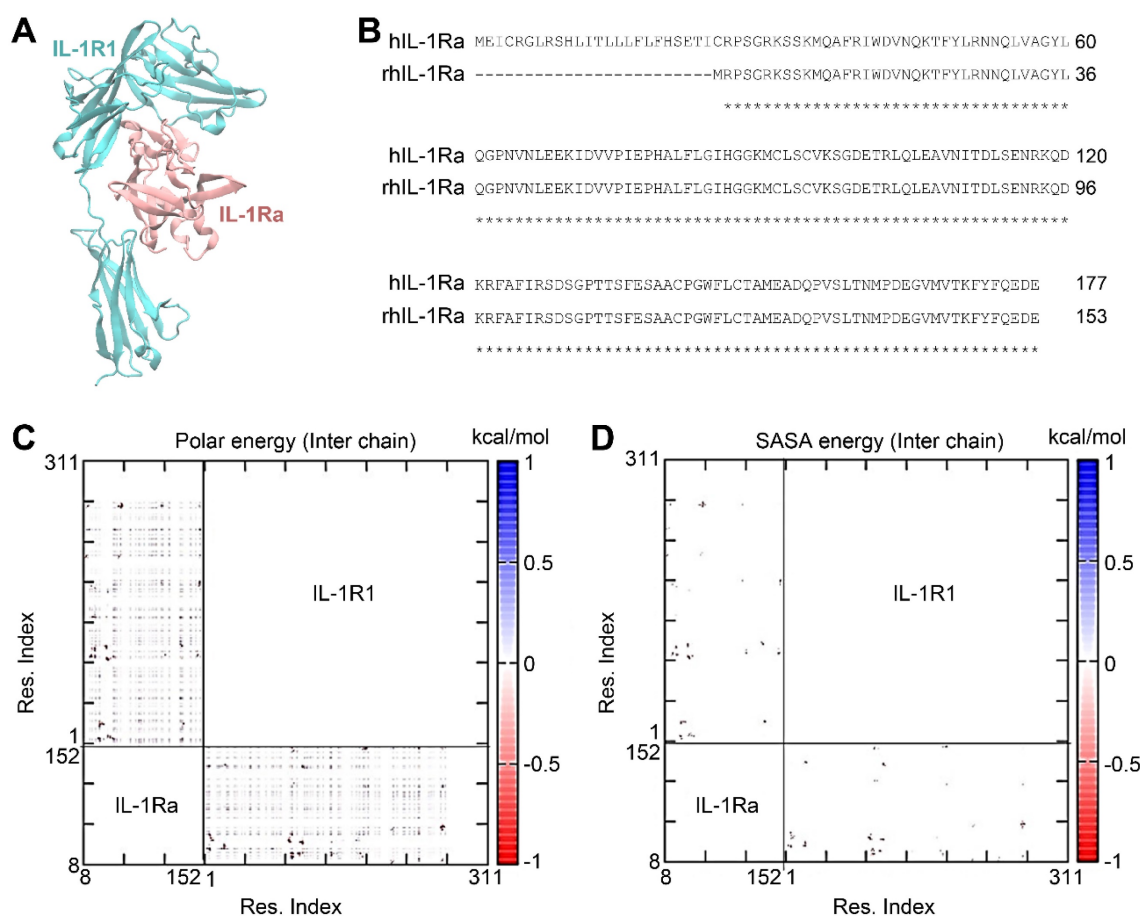 A
IL-1R1
IL-1Ra
B
hIL-1Ra MEICRGLRSHLITLLLFLFHSETICRPSGRKSSKMQAFRIWDVNQKTFYLRNNQLVAGYL 60
rhIL-1Ra ------------------------MRPSGRKSSKMQAFRIWDVNQKTFYLRNNQLVAGYL 36
***********************************
hIL-1Ra QGPNVNLEEKIDVVPIEPHALFLGIHGGKMCLSCVKSGDETRLQLEAVNITDLSENRKQD 120
rhIL-1Ra QGPNVNLEEKIDVVPIEPHALFLGIHGGKMCLSCVKSGDETRLQLEAVNITDLSENRKQD 96
************************************************************
hIL-1Ra KRFAFIRSDSGPTTSFESAACPGWFLCTAMEADQPVSLTNMPDEGVMVTKFYFQEDE 177
rhIL-1Ra KRFAFIRSDSGPTTSFESAACPGWFLCTAMEADQPVSLTNMPDEGVMVTKFYFQEDE 153
*********************************************************
C
Polar energy (Inter chain)
kcal/mol
311
1
152
8
Res. Index
IL-1R1
IL-1Ra
8
152
1
311
Res. Index
1
0.5
0
-0.5
-1
D
SASA energy (Inter chain)
kcal/mol
311
1
152
8
Res. Index
IL-1R1
IL-1Ra
8
152
1
311
Res. Index
1
0.5
0
-0.5
-1